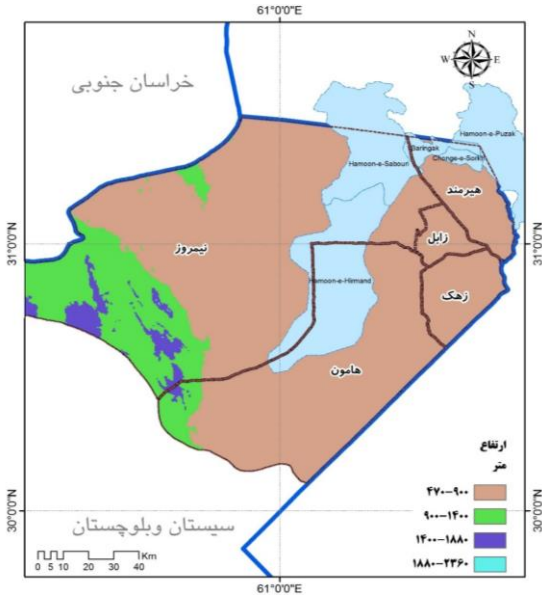 61°0'0"E
خراسان جنوبی
N
W
E
S
Hamoon-e-Puzak
Baringak
Hamoon-e-Saboun
Chonge-e-Sorkh
هیرمند
31°0'0"N
31°0'0"N
نیمروز
زابل
Hamoon-e-Hirmand
زهک
هامون
ارتفاع
متر
۴۷۰-۹۰۰
۹۰۰-۱۴۰۰
۱۴۰۰-۱۸۸۰
۱۸۸۰-۲۳۶۰
30°0'0"N
30°0'0"N
سیستان وبلوچستان
0 5 10 20 30 40 Km
61°0'0"E